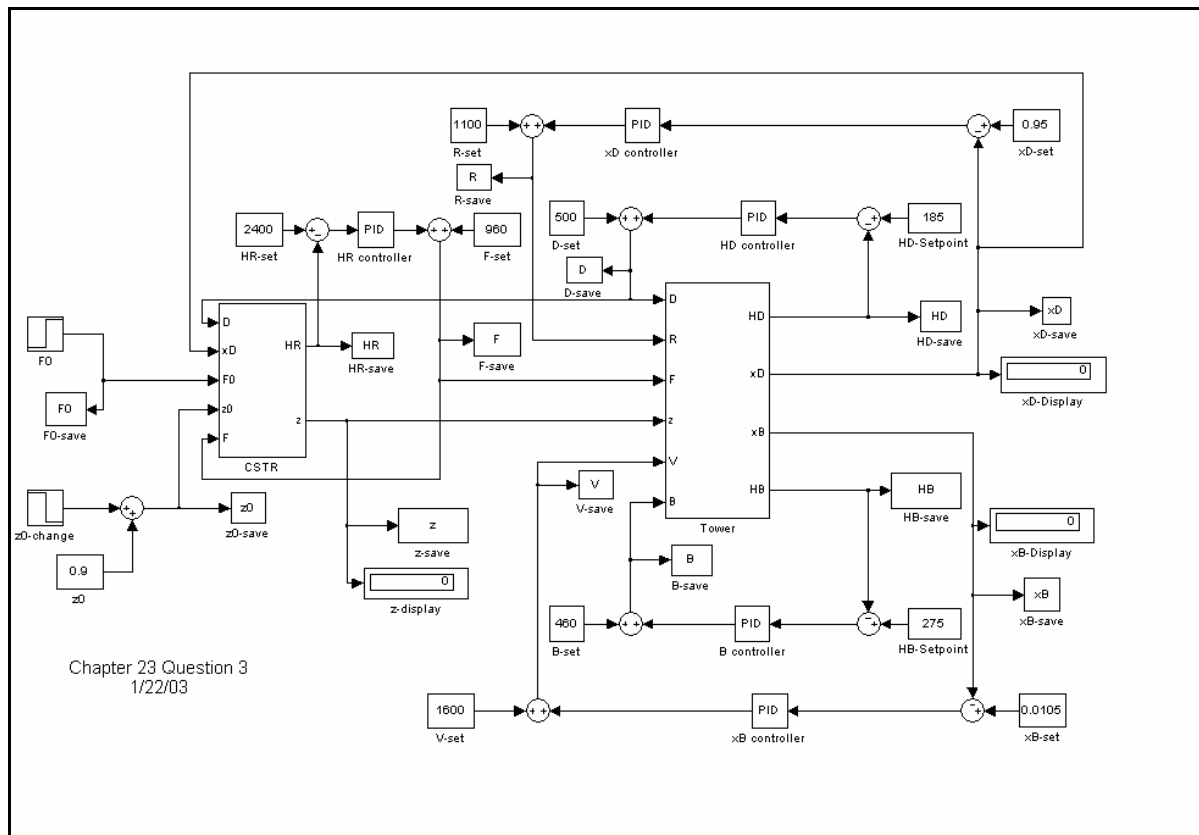 1100
R-set
+ +
PID
xD controller
- +
0.95
xD-set
R
R-save
2400
HR-set
+ -
PID
HR controller
+ +
960
F-set
500
D-set
+ +
PID
HD controller
- +
185
HD-Setpoint
D
D-save
F0
F0
F0-save
z0-change
+
+
0.9
z0
z0
z0-save
D
xD
F0
z0
F
HR
z
CSTR
HR
HR-save
F
F-save
D
R
F
z
V
B
HD
xD
xB
HB
Tower
HD
HD-save
xD
xD-save
0
xD-Display
V
V-save
HB
HB-save
z
z-save
0
z-display
0
xB-Display
B
B-save
xB
xB-save
460
B-set
+ +
PID
B controller
- +
275
HB-Setpoint
Chapter 23 Question 3
1/22/03
1600
V-set
+ +
PID
xB controller
- +
0.0105
xB-set